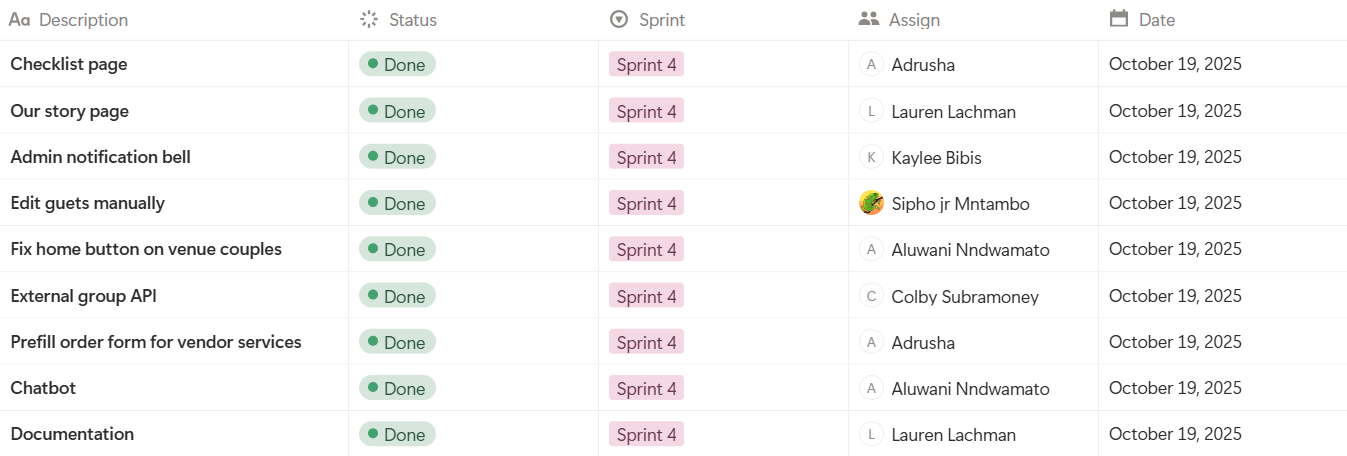 Aa Description Status Sprint Assign Date
Checklist page Done Sprint 4 A Adrusha October 19, 2025
Our story page Done Sprint 4 L Lauren Lachman October 19, 2025
Admin notification bell Done Sprint 4 K Kaylee Bibis October 19, 2025
Edit guets manually Done Sprint 4 Sipho jr Mntambo October 19, 2025
Fix home button on venue couples Done Sprint 4 A Aluwani Nndwamato October 19, 2025
External group API Done Sprint 4 C Colby Subramoney October 19, 2025
Prefill order form for vendor services Done Sprint 4 A Adrusha October 19, 2025
Chatbot Done Sprint 4 A Aluwani Nndwamato October 19, 2025
Documentation Done Sprint 4 L Lauren Lachman October 19, 2025